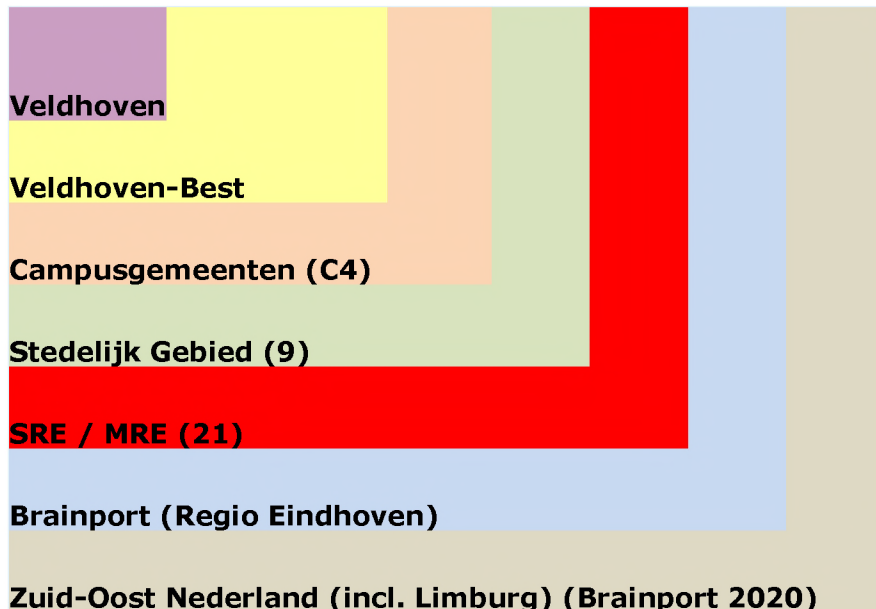 Veldhoven
Veldhoven-Best
Campusgemeenten (C4)
Stedelijk Gebied (9)
SRE / MRE (21)
Brainport (Regio Eindhoven)
Zuid-Oost Nederland (incl. Limburg) (Brainport 2020)